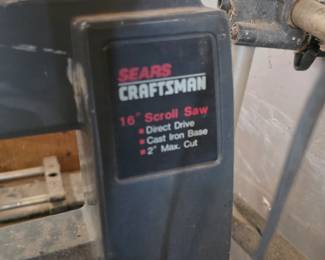 SEARS
CRAFTSMAN
16" Scroll Saw
▪ Direct Drive
▪ Cast Iron Base
▪ 2" Max. Cut